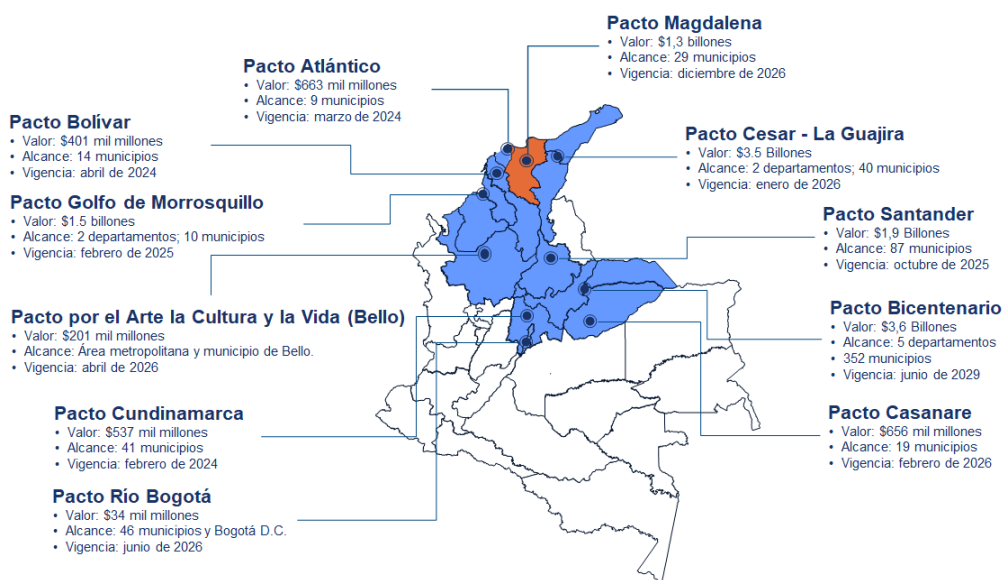 Pacto Magdalena
• Valor: $1,3 billones
• Alcance: 29 municipios
• Vigencia: diciembre de 2026
Pacto Atlántico
• Valor: $663 mil millones
• Alcance: 9 municipios
• Vigencia: marzo de 2024
Pacto Bolívar
• Valor: $401 mil millones
• Alcance: 14 municipios
• Vigencia: abril de 2024
Pacto Cesar - La Guajira
• Valor: $3.5 Billones
• Alcance: 2 departamentos; 40 municipios
• Vigencia: enero de 2026
Pacto Golfo de Morrosquillo
• Valor: $1.5 billones
• Alcance: 2 departamentos; 10 municipios
• Vigencia: febrero de 2025
Pacto Santander
• Valor: $1,9 Billones
• Alcance: 87 municipios
• Vigencia: octubre de 2025
Pacto por el Arte la Cultura y la Vida (Bello)
• Valor: $201 mil millones
• Alcance: Área metropolitana y municipio de Bello.
• Vigencia: abril de 2026
Pacto Bicentenario
• Valor: $3,6 Billones
• Alcance: 5 departamentos
• 352 municipios
• Vigencia: junio de 2029
Pacto Cundinamarca
• Valor: $537 mil millones
• Alcance: 41 municipios
• Vigencia: febrero de 2024
Pacto Casanare
• Valor: $656 mil millones
• Alcance: 19 municipios
• Vigencia: febrero de 2026
Pacto Rio Bogotá
• Valor: $34 mil millones
• Alcance: 46 municipios y Bogotá D.C.
• Vigencia: junio de 2026